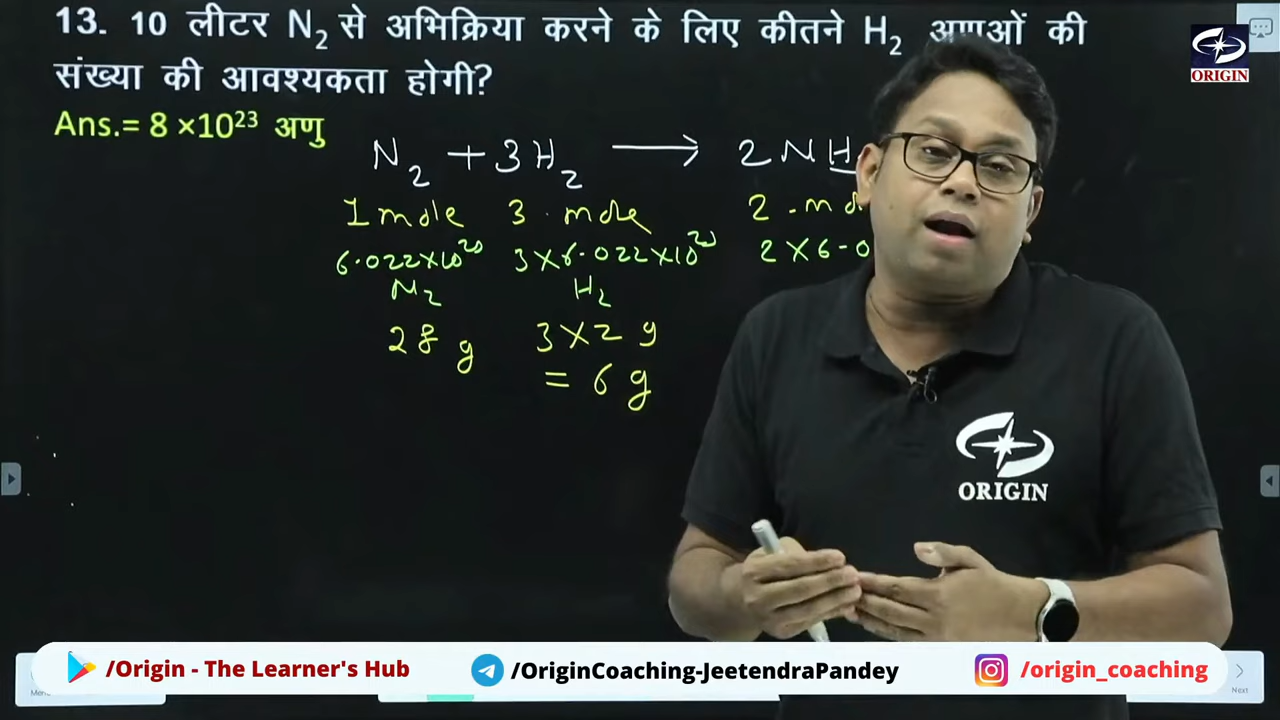 13. 10 लीटर N₂ से अभिक्रिया करने के लिए कीतने H₂ अणुओं की
संख्या की आवश्यकता होगी?
Ans.= 8 ×10²³ अणु
N₂ + 3H₂ ⟶ 2NH
1 mole 3 mole 2 mo
6.022×10²³ 3×6.022×10²³ 2×6.0
N₂ H₂
28 g 3×2 g
= 6 g
ORIGIN
ORIGIN
/Origin - The Learner's Hub /OriginCoaching-JeetendraPandey /origin_coaching
Next